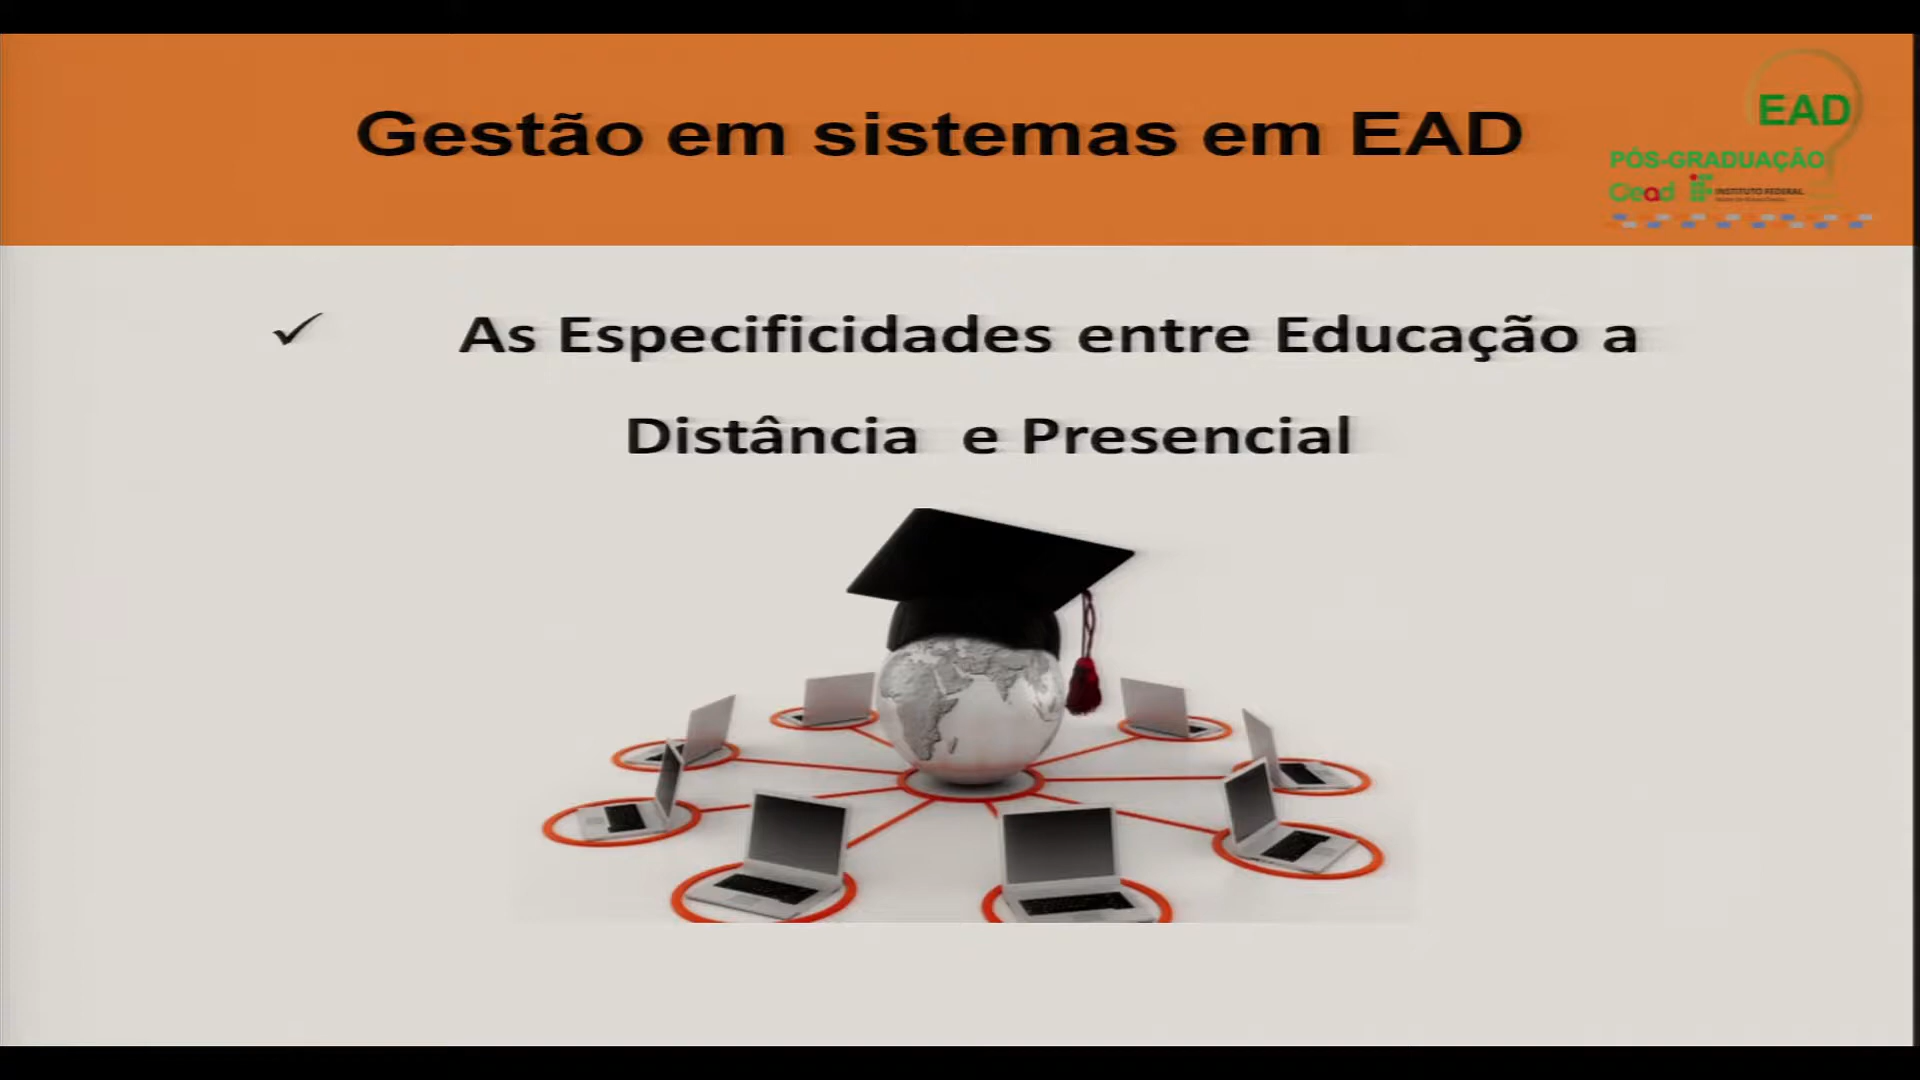 Gestão em sistemas em EAD
EAD
PÓS-GRADUAÇÃO
Cead INSTITUTO FEDERAL
✓ As Especificidades entre Educação a
Distância e Presencial